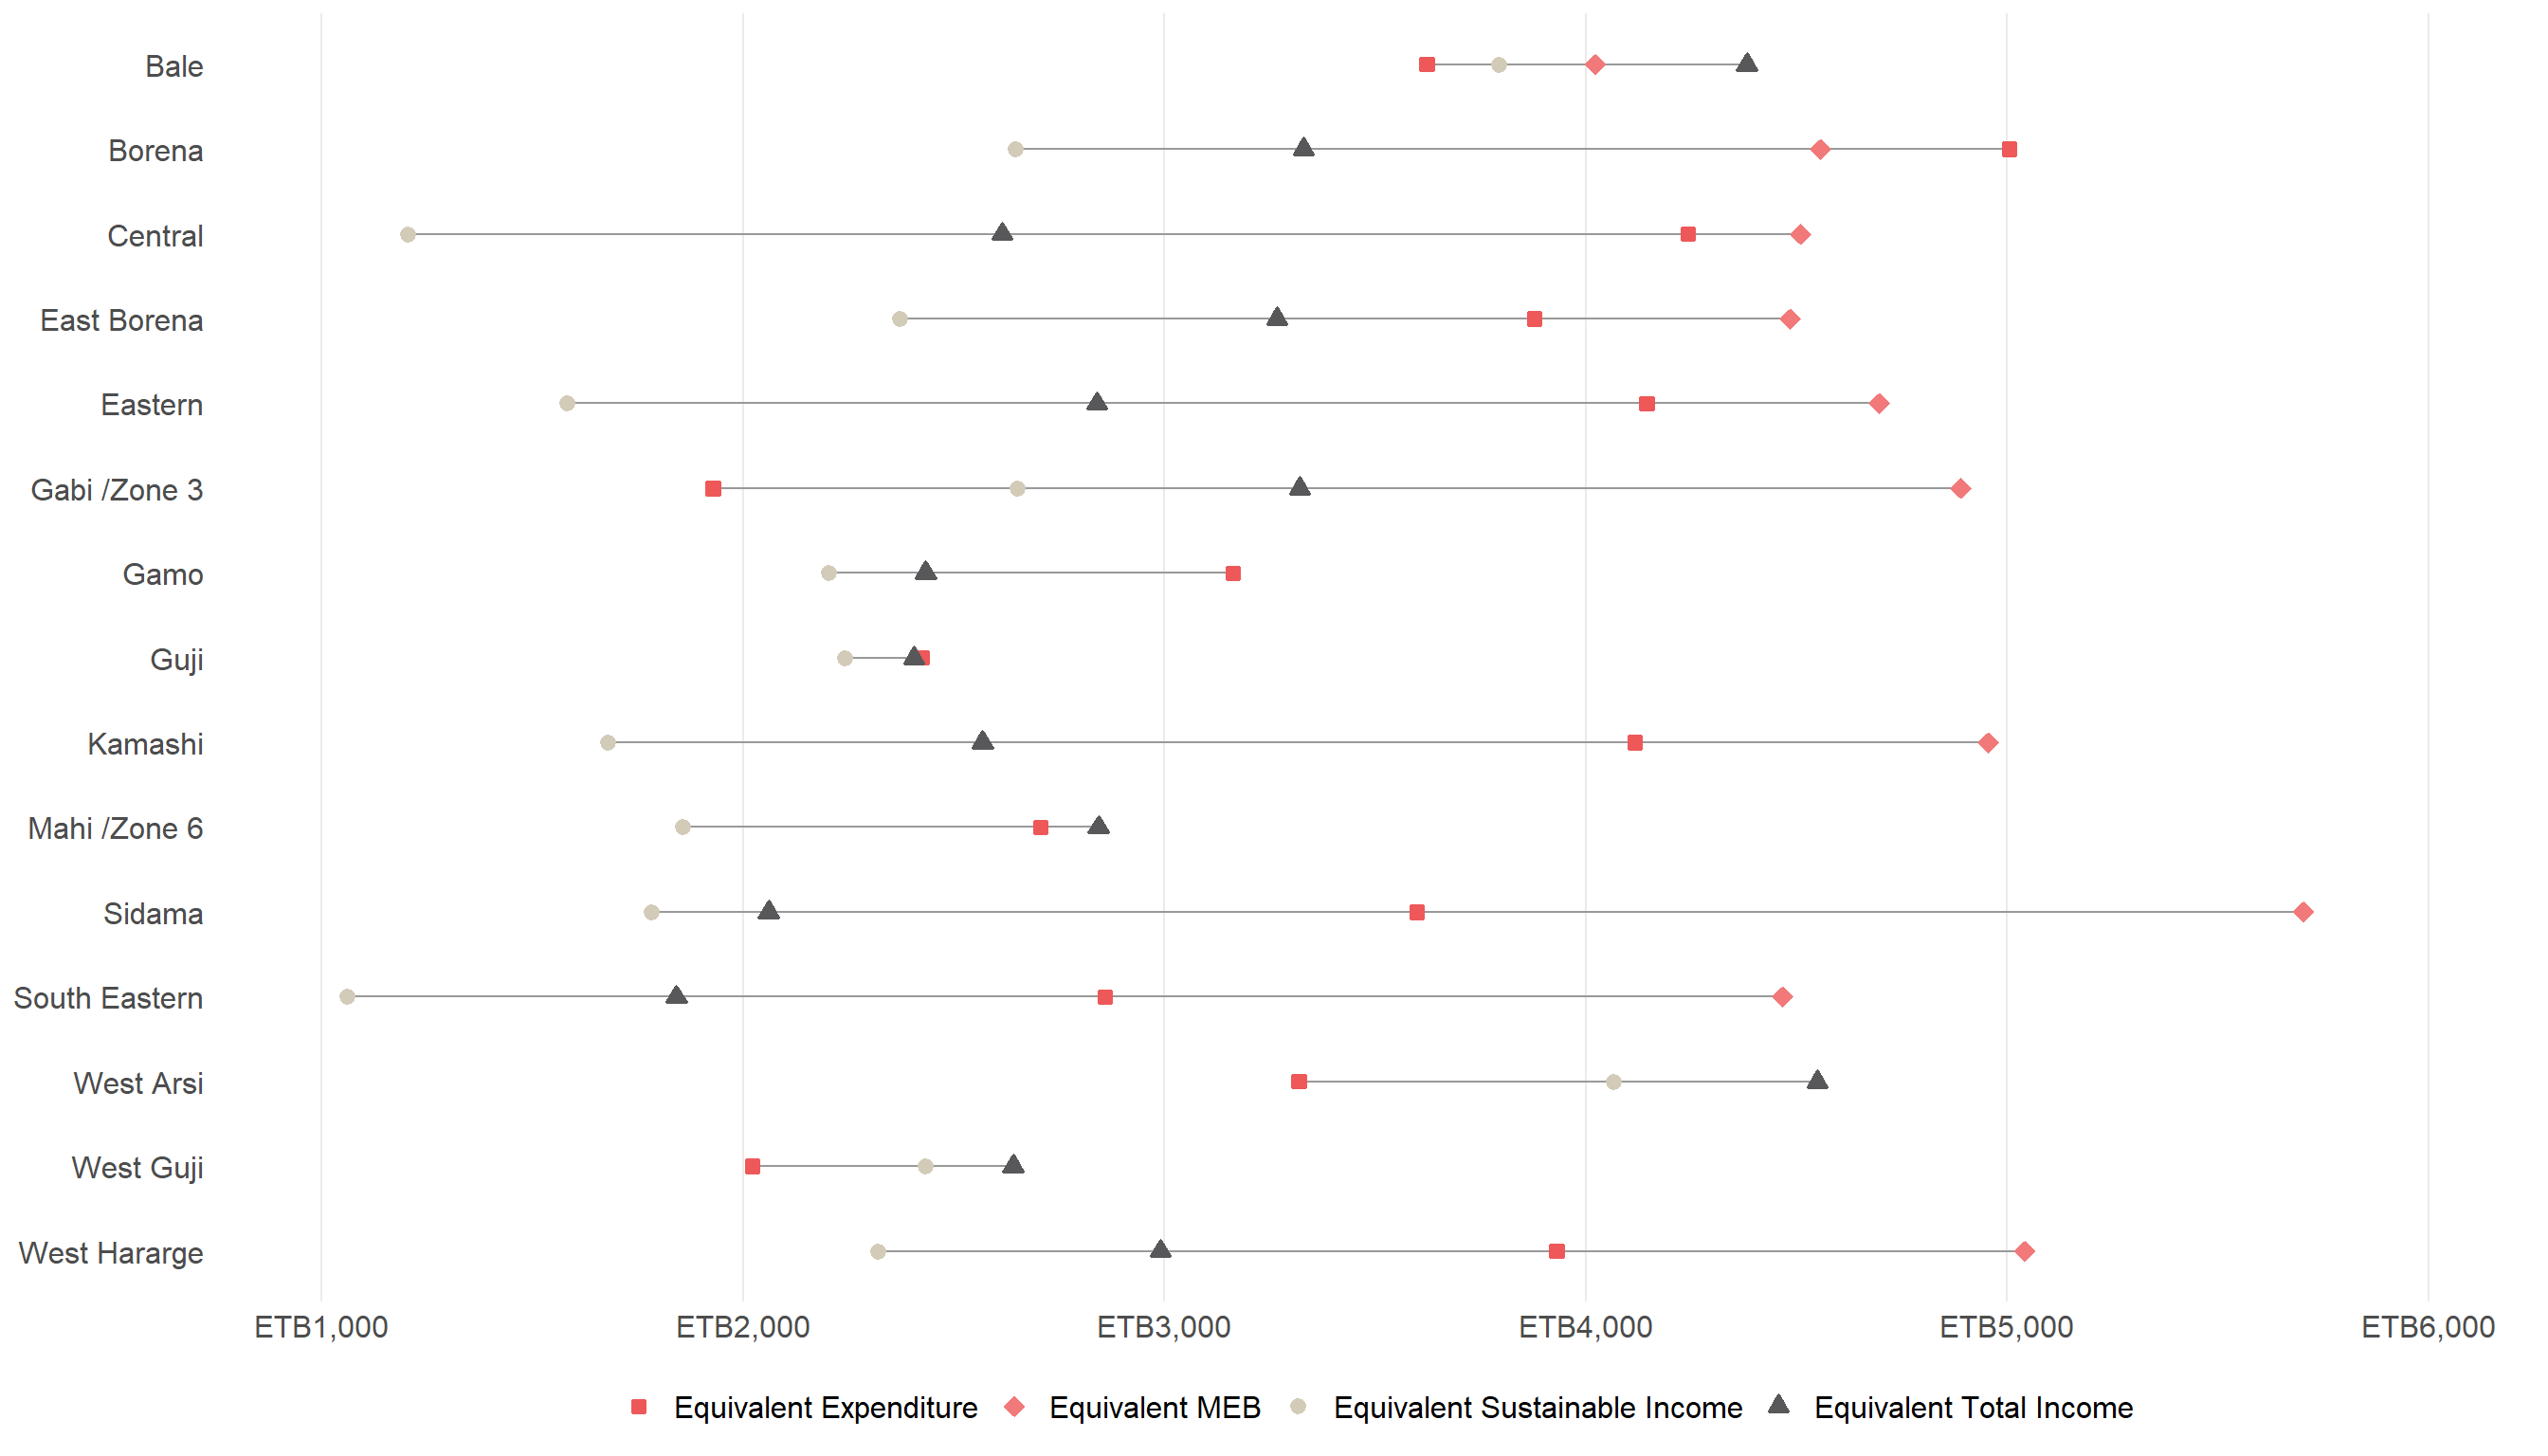 Bale
Borena
Central
East Borena
Eastern
Gabi /Zone 3
Gamo
Guji
Kamashi
Mahi /Zone 6
Sidama
South Eastern
West Arsi
West Guji
West Hararge
ETB1,000 ETB2,000 ETB3,000 ETB4,000 ETB5,000 ETB6,000
Equivalent Expenditure Equivalent MEB Equivalent Sustainable Income Equivalent Total Income